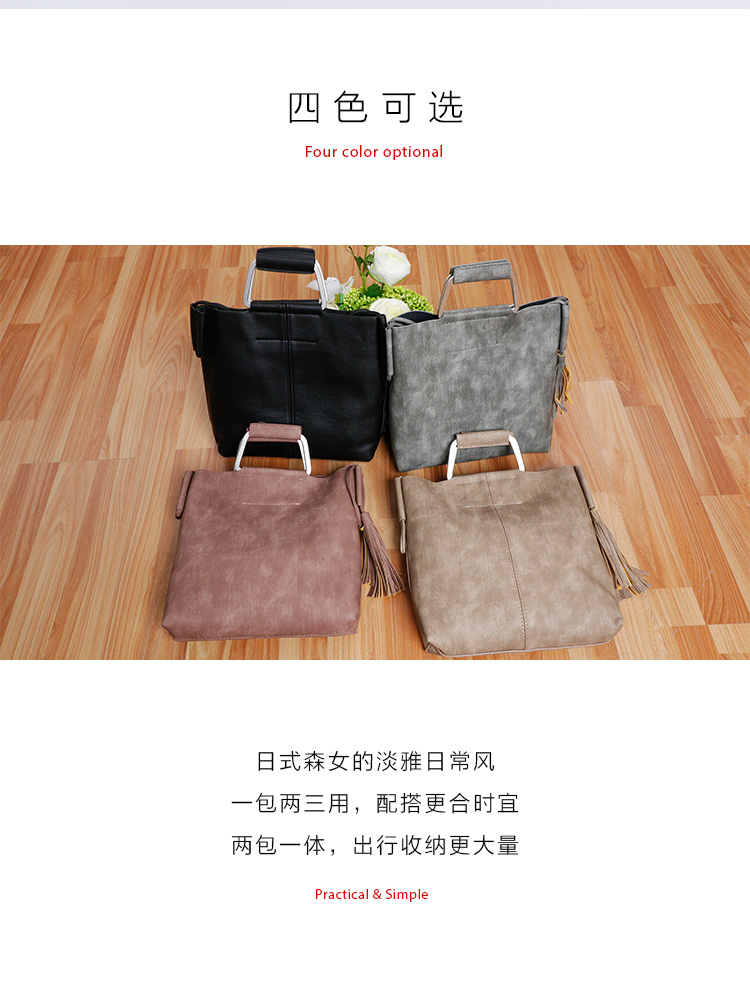 四色可选
Four color optional
日式森女的淡雅日常风
一包两三用，配搭更合时宜
两包一体，出行收纳更大量
Practical & Simple